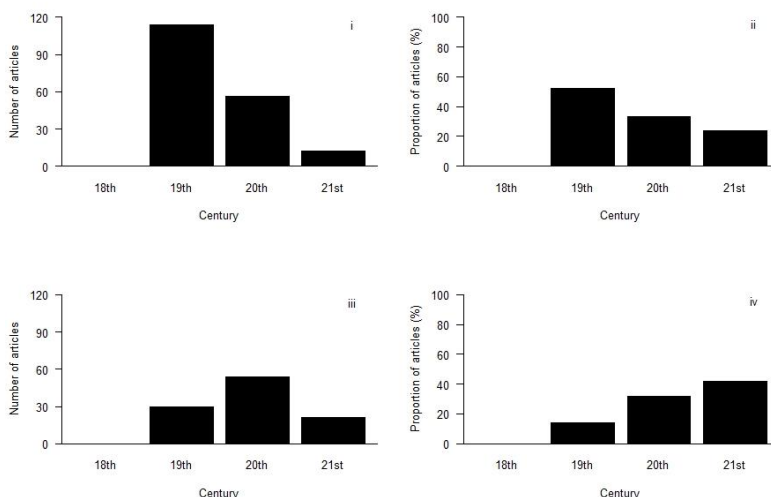 Number of articles
120
90
60
30
0
i
18th 19th 20th 21st
Century
Proportion of articles (%)
100
80
60
40
20
0
ii
18th 19th 20th 21st
Century
Number of articles
120
90
60
30
0
iii
18th 19th 20th 21st
Century
Proportion of articles (%)
100
80
60
40
20
0
iv
18th 19th 20th 21st
Century